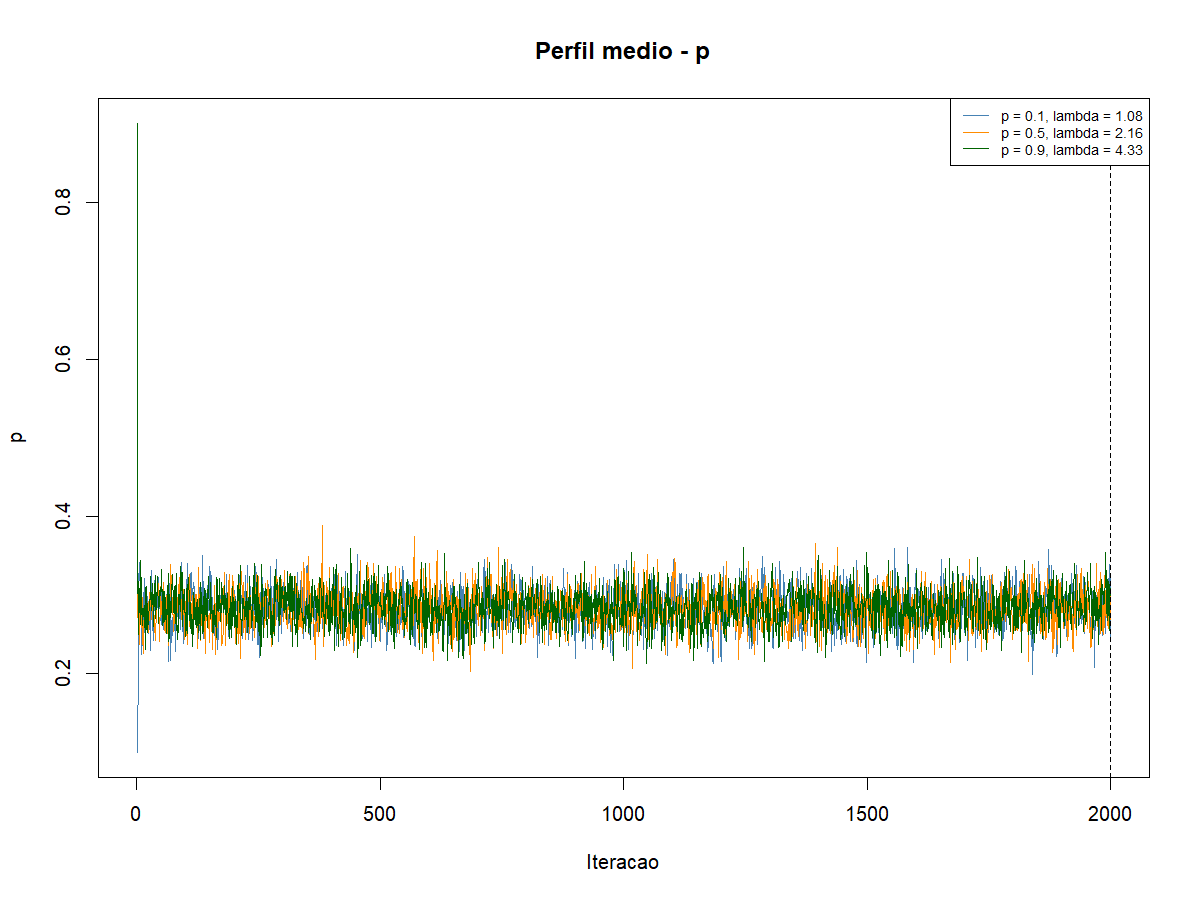 Perfil medio - p
p = 0.1, lambda = 1.08
p = 0.5, lambda = 2.16
p = 0.9, lambda = 4.33
0.8
0.6
0.4
0.2
p
0 500 1000 1500 2000
Iteracao